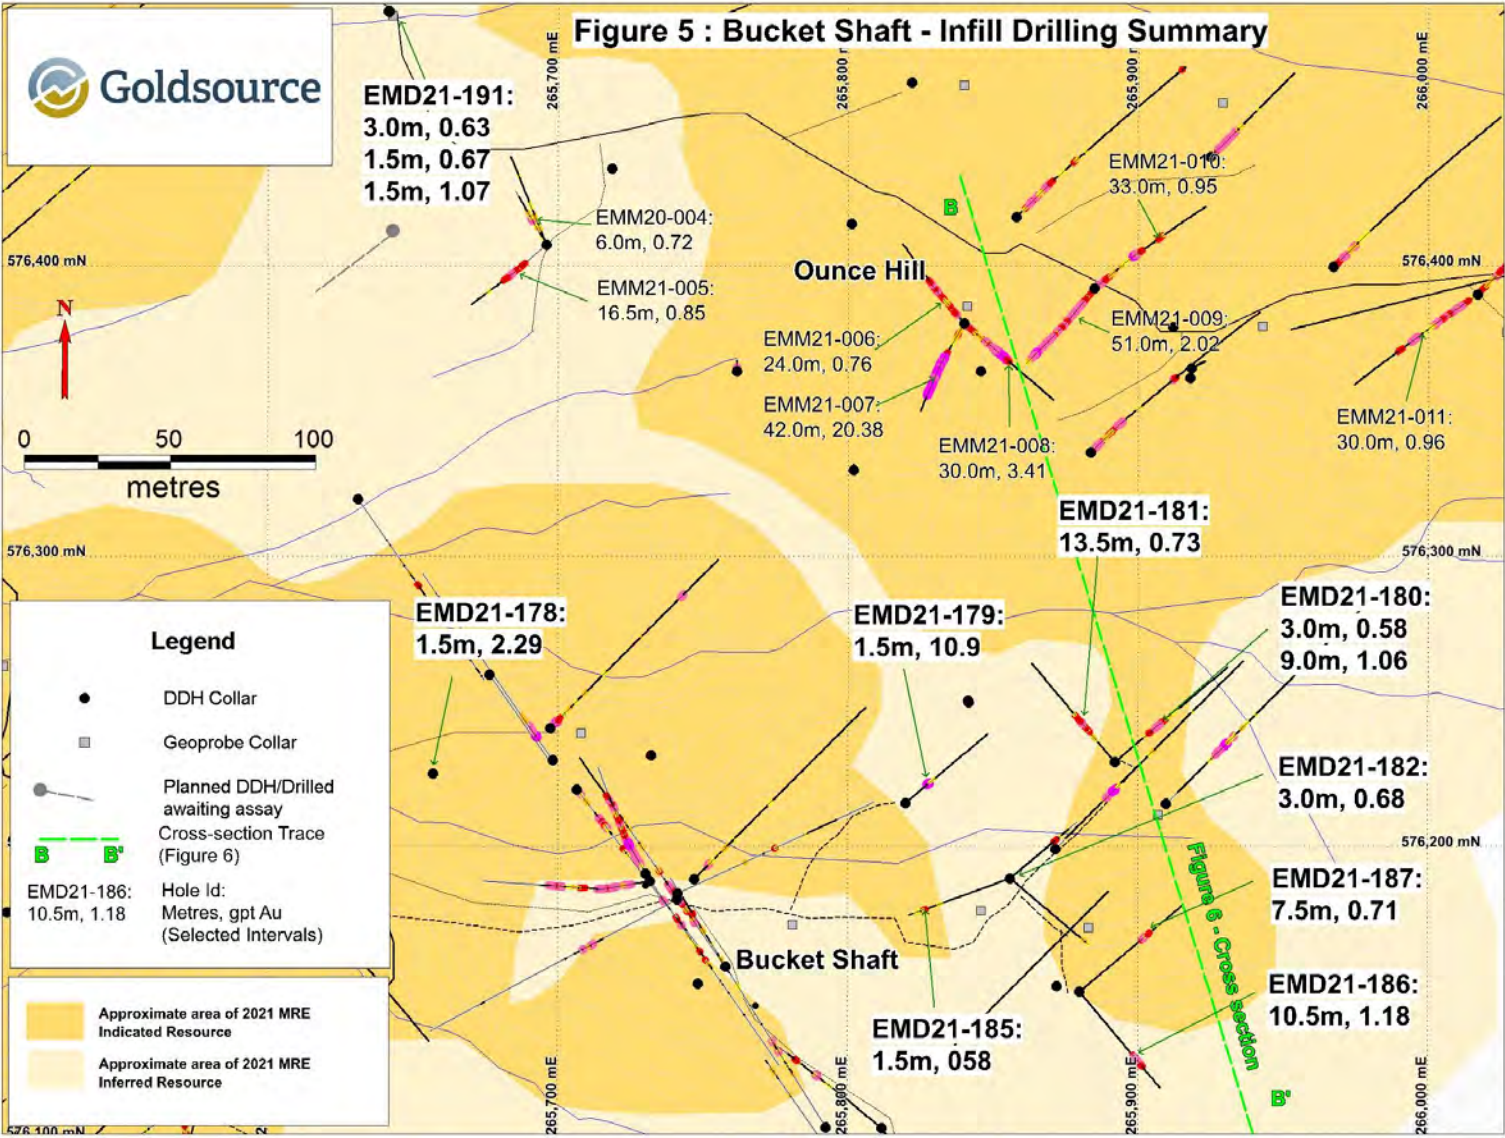 Figure 5 : Bucket Shaft - Infill Drilling Summary
Goldsource
EMD21-191:
3.0m, 0.63
1.5m, 0.67
1.5m, 1.07
265,700 mE
265,800
265,900 mE
266,000 mE
EMM20-004:
6.0m, 0.72
EMM21-005:
16.5m, 0.85
EMM21-010:
33.0m, 0.95
B
576,400 mN
576,400 mN
Ounce Hill
N
EMM21-006:
24.0m, 0.76
EMM21-009:
51.0m, 2.02
EMM21-007:
42.0m, 20.38
EMM21-008:
30.0m, 3.41
EMM21-011:
30.0m, 0.96
0 50 100
metres
EMD21-181:
13.5m, 0.73
576,300 mN
576,300 mN
EMD21-178:
1.5m, 2.29
EMD21-179:
1.5m, 10.9
EMD21-180:
3.0m, 0.58
9.0m, 1.06
Legend
DDH Collar
Geoprobe Collar
Planned DDH/Drilled
awaiting assay
Cross-section Trace
(Figure 6)
B B'
EMD21-186:
10.5m, 1.18
Hole Id:
Metres, gpt Au
(Selected Intervals)
EMD21-182:
3.0m, 0.68
576,200 mN
EMD21-187:
7.5m, 0.71
Figure 6 - Cross section
Bucket Shaft
EMD21-186:
10.5m, 1.18
EMD21-185:
1.5m, 058
Approximate area of 2021 MRE
Indicated Resource
Approximate area of 2021 MRE
Inferred Resource
B'
265,700 mE
265,800 mE
265,900 mE
266,000 mE
576,100 mN